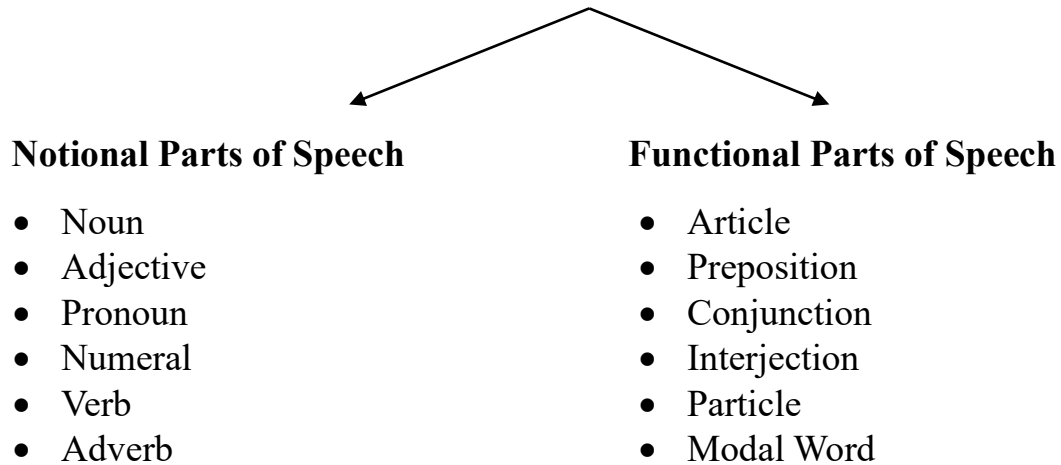 Notional Parts of Speech
• Noun
• Adjective
• Pronoun
• Numeral
• Verb
• Adverb
Functional Parts of Speech
• Article
• Preposition
• Conjunction
• Interjection
• Particle
• Modal Word